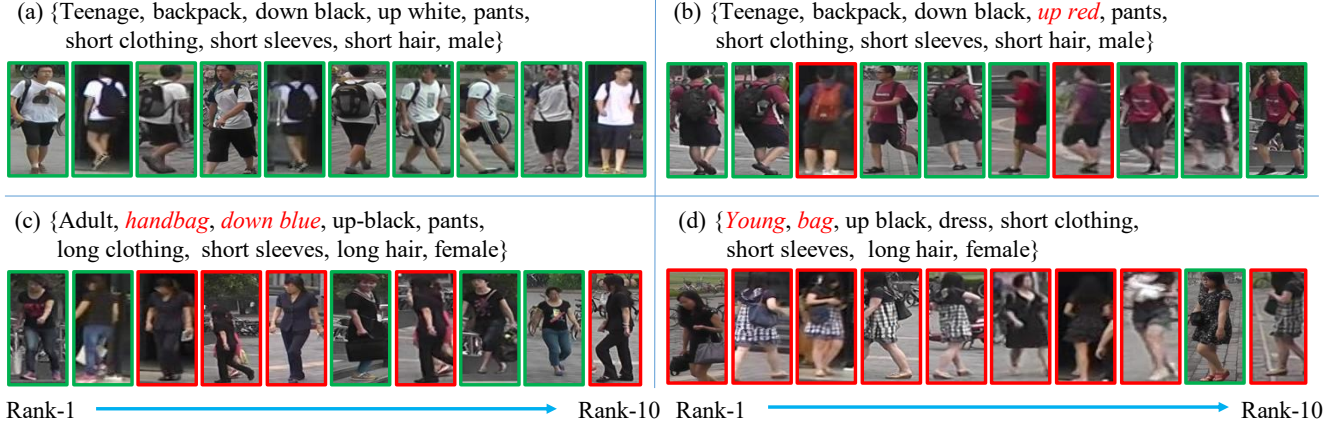 (a) {Teenage, backpack, down black, up white, pants,
short clothing, short sleeves, short hair, male}
(b) {Teenage, backpack, down black, up red, pants,
short clothing, short sleeves, short hair, male}
(c) {Adult, handbag, down blue, up-black, pants,
long clothing, short sleeves, long hair, female}
(d) {Young, bag, up black, dress, short clothing,
short sleeves, long hair, female}
Rank-1
Rank-10
Rank-1
Rank-10